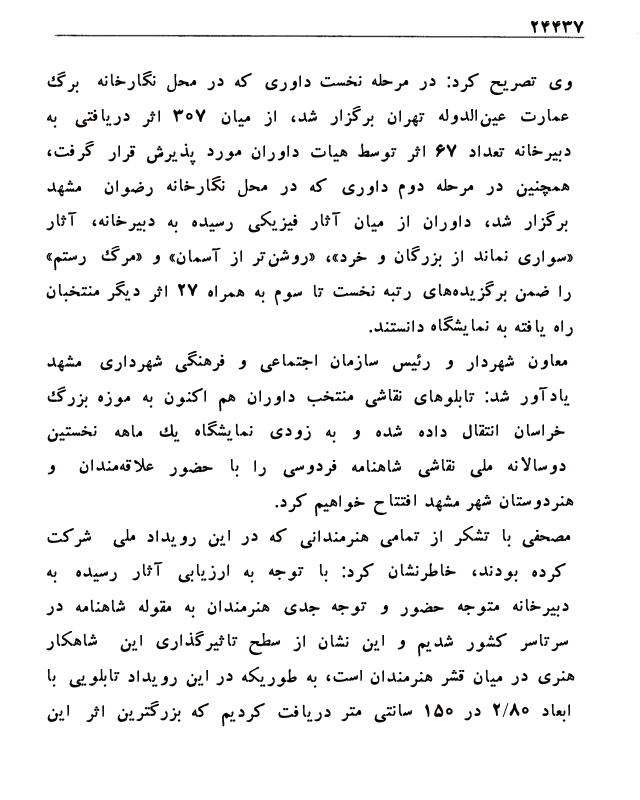 ۲۴۴۳۷
وی تصریح کرد: در مرحله نخست داوری که در محل نگارخانه برگ
عمارت عین‌الدوله تهران برگزار شد، از میان ۳۰۷ اثر دریافتی به
دبیرخانه تعداد ۶۷ اثر توسط هیات داوران مورد پذیرش قرار گرفت،
همچنین در مرحله دوم داوری که در محل نگارخانه رضوان مشهد
برگزار شد، داوران از میان آثار فیزیکی رسیده به دبیرخانه، آثار
«سواری نماند از بزرگان و خرد»، «روشن‌تر از آسمان» و «مرگ رستم»
را ضمن برگزیده‌های رتبه نخست تا سوم به همراه ۲۷ اثر دیگر منتخبان
راه یافته به نمایشگاه دانستند.
معاون شهردار و رئیس سازمان اجتماعی و فرهنگی شهرداری مشهد
یادآور شد: تابلوهای نقاشی منتخب داوران هم اکنون به موزه بزرگ
خراسان انتقال داده شده و به زودی نمایشگاه یك ماهه نخستین
دوسالانه ملی نقاشی شاهنامه فردوسی را با حضور علاقه‌مندان و
هنردوستان شهر مشهد افتتاح خواهیم کرد.
مصحفی با تشکر از تمامی هنرمندانی که در این رویداد ملی شرکت
کرده بودند، خاطرنشان کرد: با توجه به ارزیابی آثار رسیده به
دبیرخانه متوجه حضور و توجه جدی هنرمندان به مقوله شاهنامه در
سرتاسر کشور شدیم و این نشان از سطح تاثیرگذاری این شاهکار
هنری در میان قشر هنرمندان است، به طوریکه در این رویداد تابلویی با
ابعاد ۲/۸۰ در ۱۵۰ سانتی متر دریافت کردیم که بزرگترین اثر این